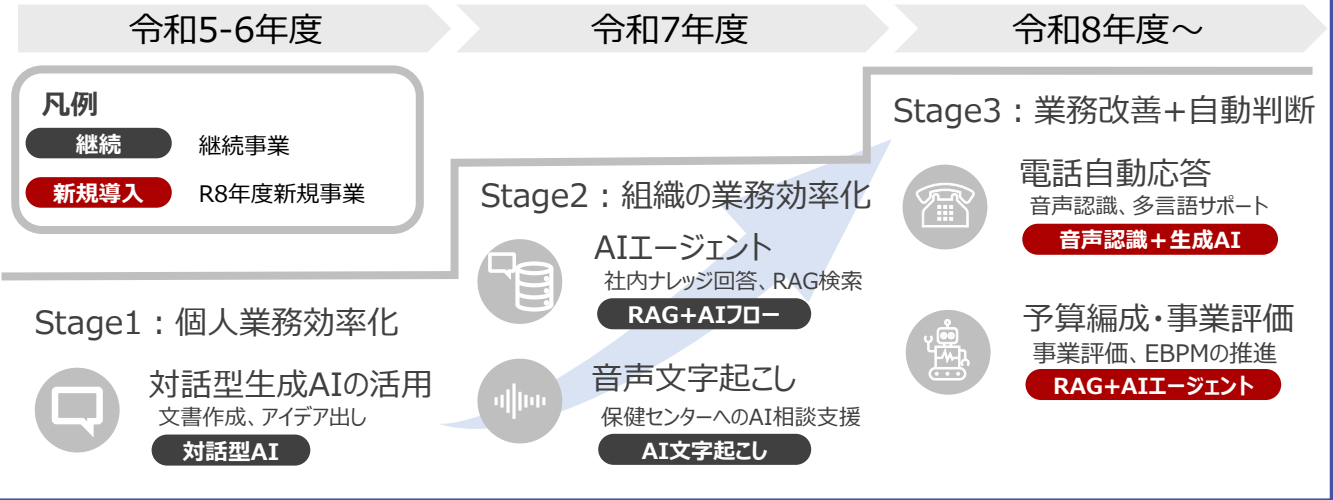 令和5-6年度
令和7年度
令和8年度～
凡例
継続 継続事業
新規導入 R8年度新規事業
Stage1：個人業務効率化
対話型生成AIの活用
文書作成、アイデア出し
対話型AI
Stage2：組織の業務効率化
AIエージェント
社内ナレッジ回答、RAG検索
RAG+AIフロー
音声文字起こし
保健センターへのAI相談支援
AI文字起こし
Stage3：業務改善+自動判断
電話自動応答
音声認識、多言語サポート
音声認識＋生成AI
予算編成・事業評価
事業評価、EBPMの推進
RAG+AIエージェント